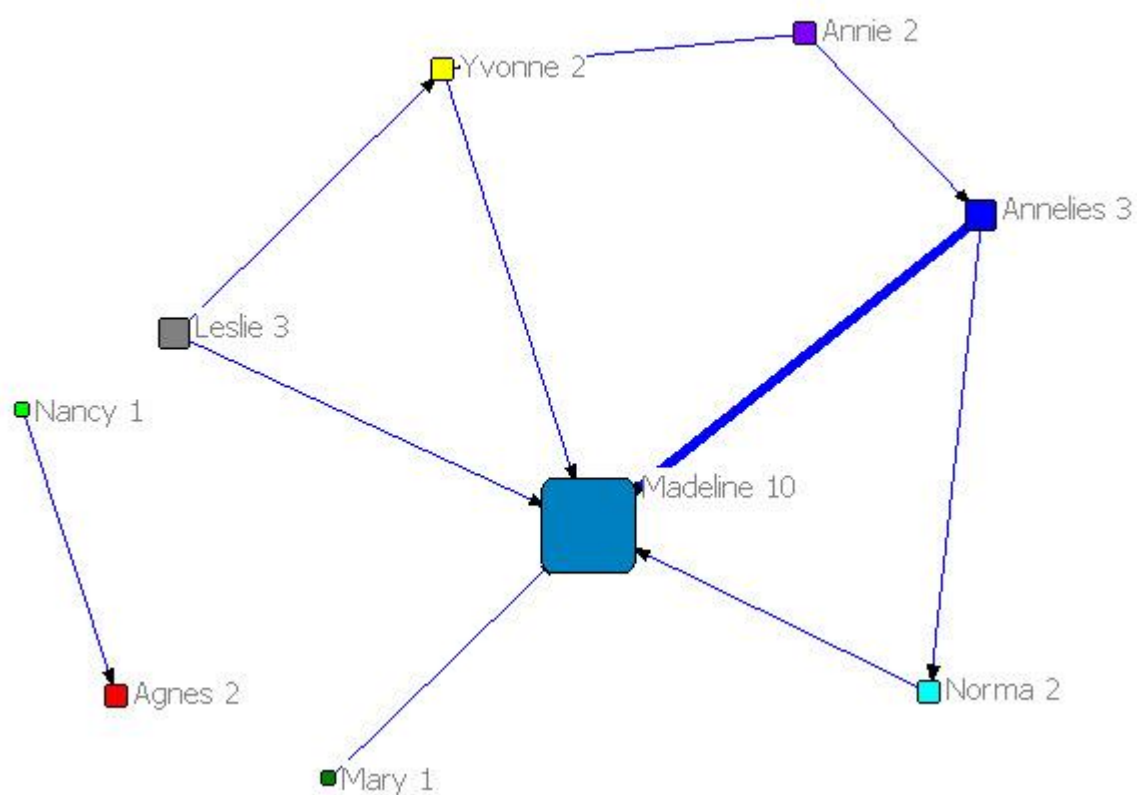 Annie 2
Yvonne 2
Annelies 3
Leslie 3
Nancy 1
Madeline 10
Agnes 2
Norma 2
Mary 1